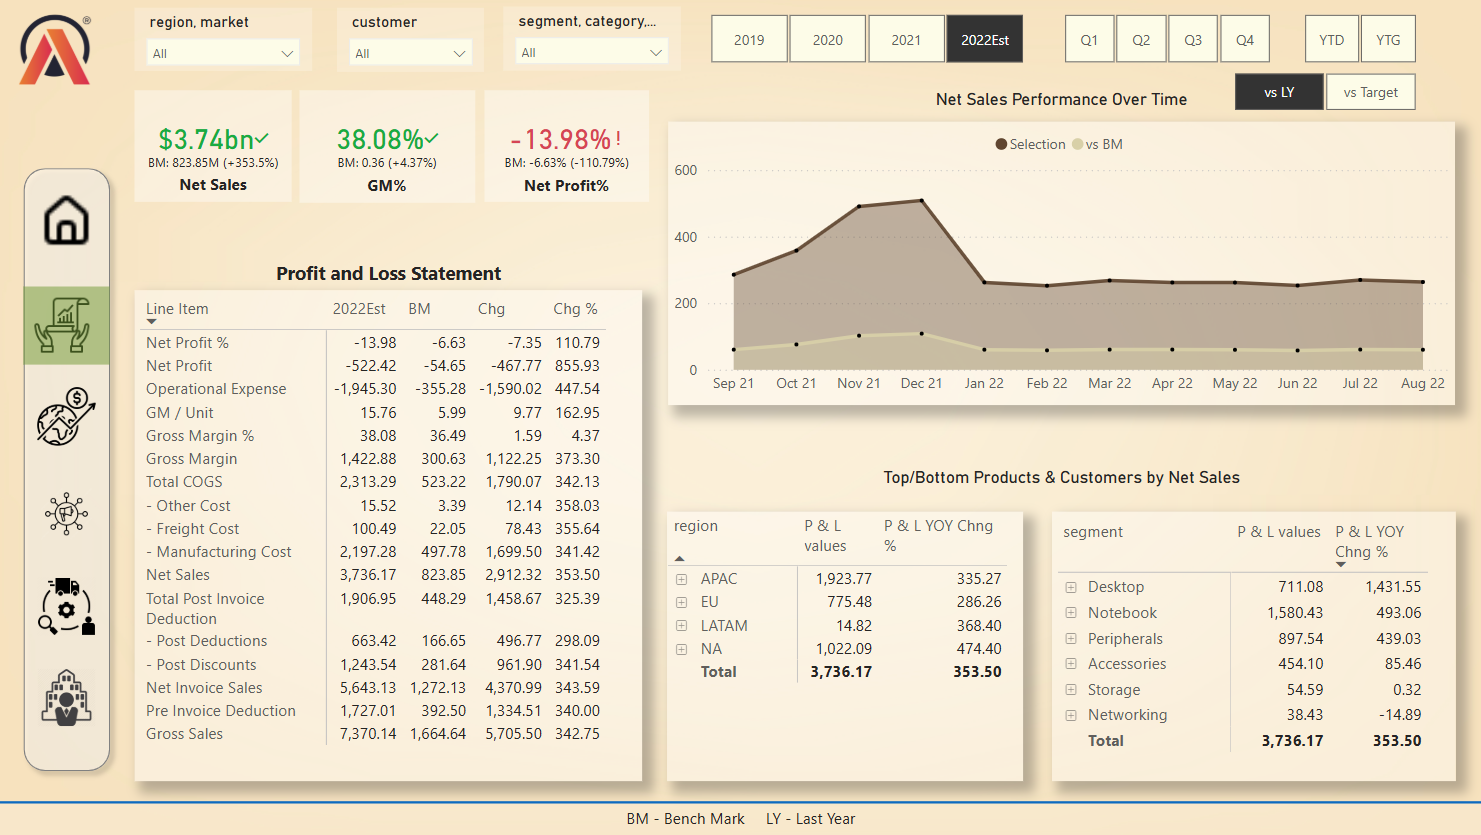 region, market
All
customer
All
segment, category,...
All
2019 2020 2021 2022Est
Q1 Q2 Q3 Q4
YTD YTG
vs LY vs Target
®
$3.74bn
BM: 823.85M (+353.5%)
Net Sales
38.08%
BM: 0.36 (+4.37%)
GM%
-13.98% !
BM: -6.63% (-110.79%)
Net Profit%
Net Sales Performance Over Time
Selection vs BM
600
400
200
0
Sep 21 Oct 21 Nov 21 Dec 21 Jan 22 Feb 22 Mar 22 Apr 22 May 22 Jun 22 Jul 22 Aug 22
Profit and Loss Statement
Line Item 2022Est BM Chg Chg %
Net Profit % -13.98 -6.63 -7.35 110.79
Net Profit -522.42 -54.65 -467.77 855.93
Operational Expense -1,945.30 -355.28 -1,590.02 447.54
GM / Unit 15.76 5.99 9.77 162.95
Gross Margin % 38.08 36.49 1.59 4.37
Gross Margin 1,422.88 300.63 1,122.25 373.30
Total COGS 2,313.29 523.22 1,790.07 342.13
- Other Cost 15.52 3.39 12.14 358.03
- Freight Cost 100.49 22.05 78.43 355.64
- Manufacturing Cost 2,197.28 497.78 1,699.50 341.42
Net Sales 3,736.17 823.85 2,912.32 353.50
Total Post Invoice 1,906.95 448.29 1,458.67 325.39
Deduction
- Post Deductions 663.42 166.65 496.77 298.09
- Post Discounts 1,243.54 281.64 961.90 341.54
Net Invoice Sales 5,643.13 1,272.13 4,370.99 343.59
Pre Invoice Deduction 1,727.01 392.50 1,334.51 340.00
Gross Sales 7,370.14 1,664.64 5,705.50 342.75
Top/Bottom Products & Customers by Net Sales
region P & L P & L YOY Chng
values %
APAC 1,923.77 335.27
EU 775.48 286.26
LATAM 14.82 368.40
NA 1,022.09 474.40
Total 3,736.17 353.50
segment P & L values P & L YOY
Chng %
Desktop 711.08 1,431.55
Notebook 1,580.43 493.06
Peripherals 897.54 439.03
Accessories 454.10 85.46
Storage 54.59 0.32
Networking 38.43 -14.89
Total 3,736.17 353.50
BM - Bench Mark LY - Last Year